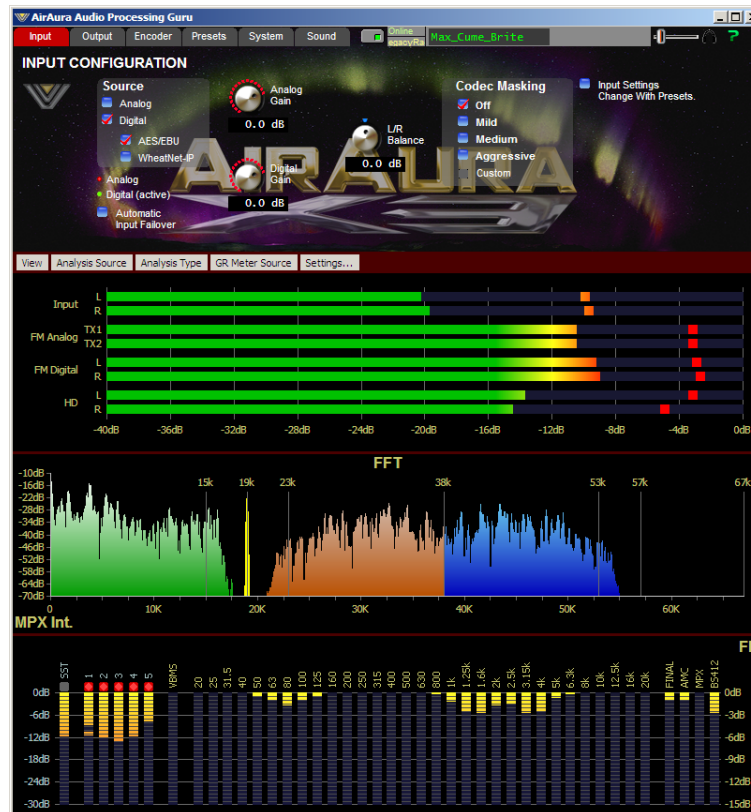 AirAura Audio Processing Guru
Input Output Encoder Presets System Sound Online Max_Cume_Brite ?
egacyRa
INPUT CONFIGURATION
Source
Analog
Digital
AES/EBU
WheatNet-IP
Analog
Digital (active)
Automatic
Input Failover
Analog
Gain
0.0 dB
Digital
Gain
0.0 dB
L/R
Balance
0.0 dB
Codec Masking
Off
Mild
Medium
Aggressive
Custom
Input Settings
Change With Presets.
AIRAURA
X3
View Analysis Source Analysis Type GR Meter Source Settings...
Input L
R
FM Analog TX1
TX2
FM Digital L
R
HD L
R
-40dB -36dB -32dB -28dB -24dB -20dB -16dB -12dB -8dB -4dB 0dB
FFT
-10dB
-16dB
-22dB
-28dB
-34dB
-40dB
-46dB
-52dB
-58dB
-64dB
-70dB
15k 19k 23k 38k 53k 57k 67k
0 10K 20K 30K 40K 50K 60K
MPX Int.
SST 1 2 3 4 5 VBMS 20 25 31.5 40 50 63 80 100 125 160 200 250 315 400 500 630 800 1k 1.25k 1.6k 2k 2.5k 3.15k 4k 5k 6.3k 8k 10k 12.5k 16k 20k FINAL AMC MPX BS412
0dB 0dB
-6dB -3dB
-12dB -6dB
-18dB -9dB
-24dB -12dB
-30dB